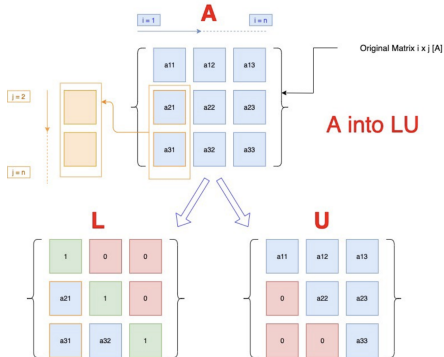 A
i = 1
i = n
Original Matrix i x j [A]
a11 a12 a13
j = 2
a21 a22 a23
A into LU
a31 a32 a33
j = n
L
U
1 0 0
a11 a12 a13
a21 1 0
0 a22 a23
a31 a32 1
0 0 a33